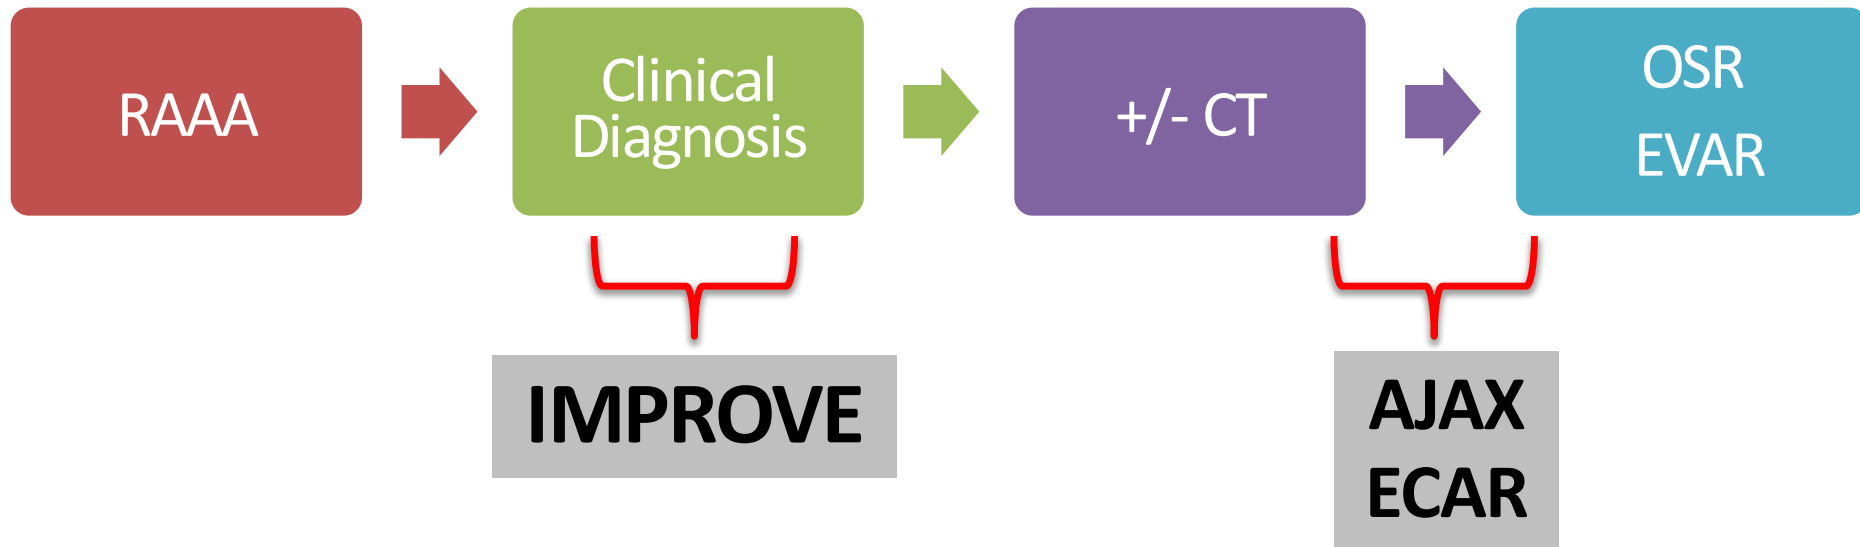 RAAA
Clinical
Diagnosis
+/- CT
OSR
EVAR
IMPROVE
AJAX
ECAR